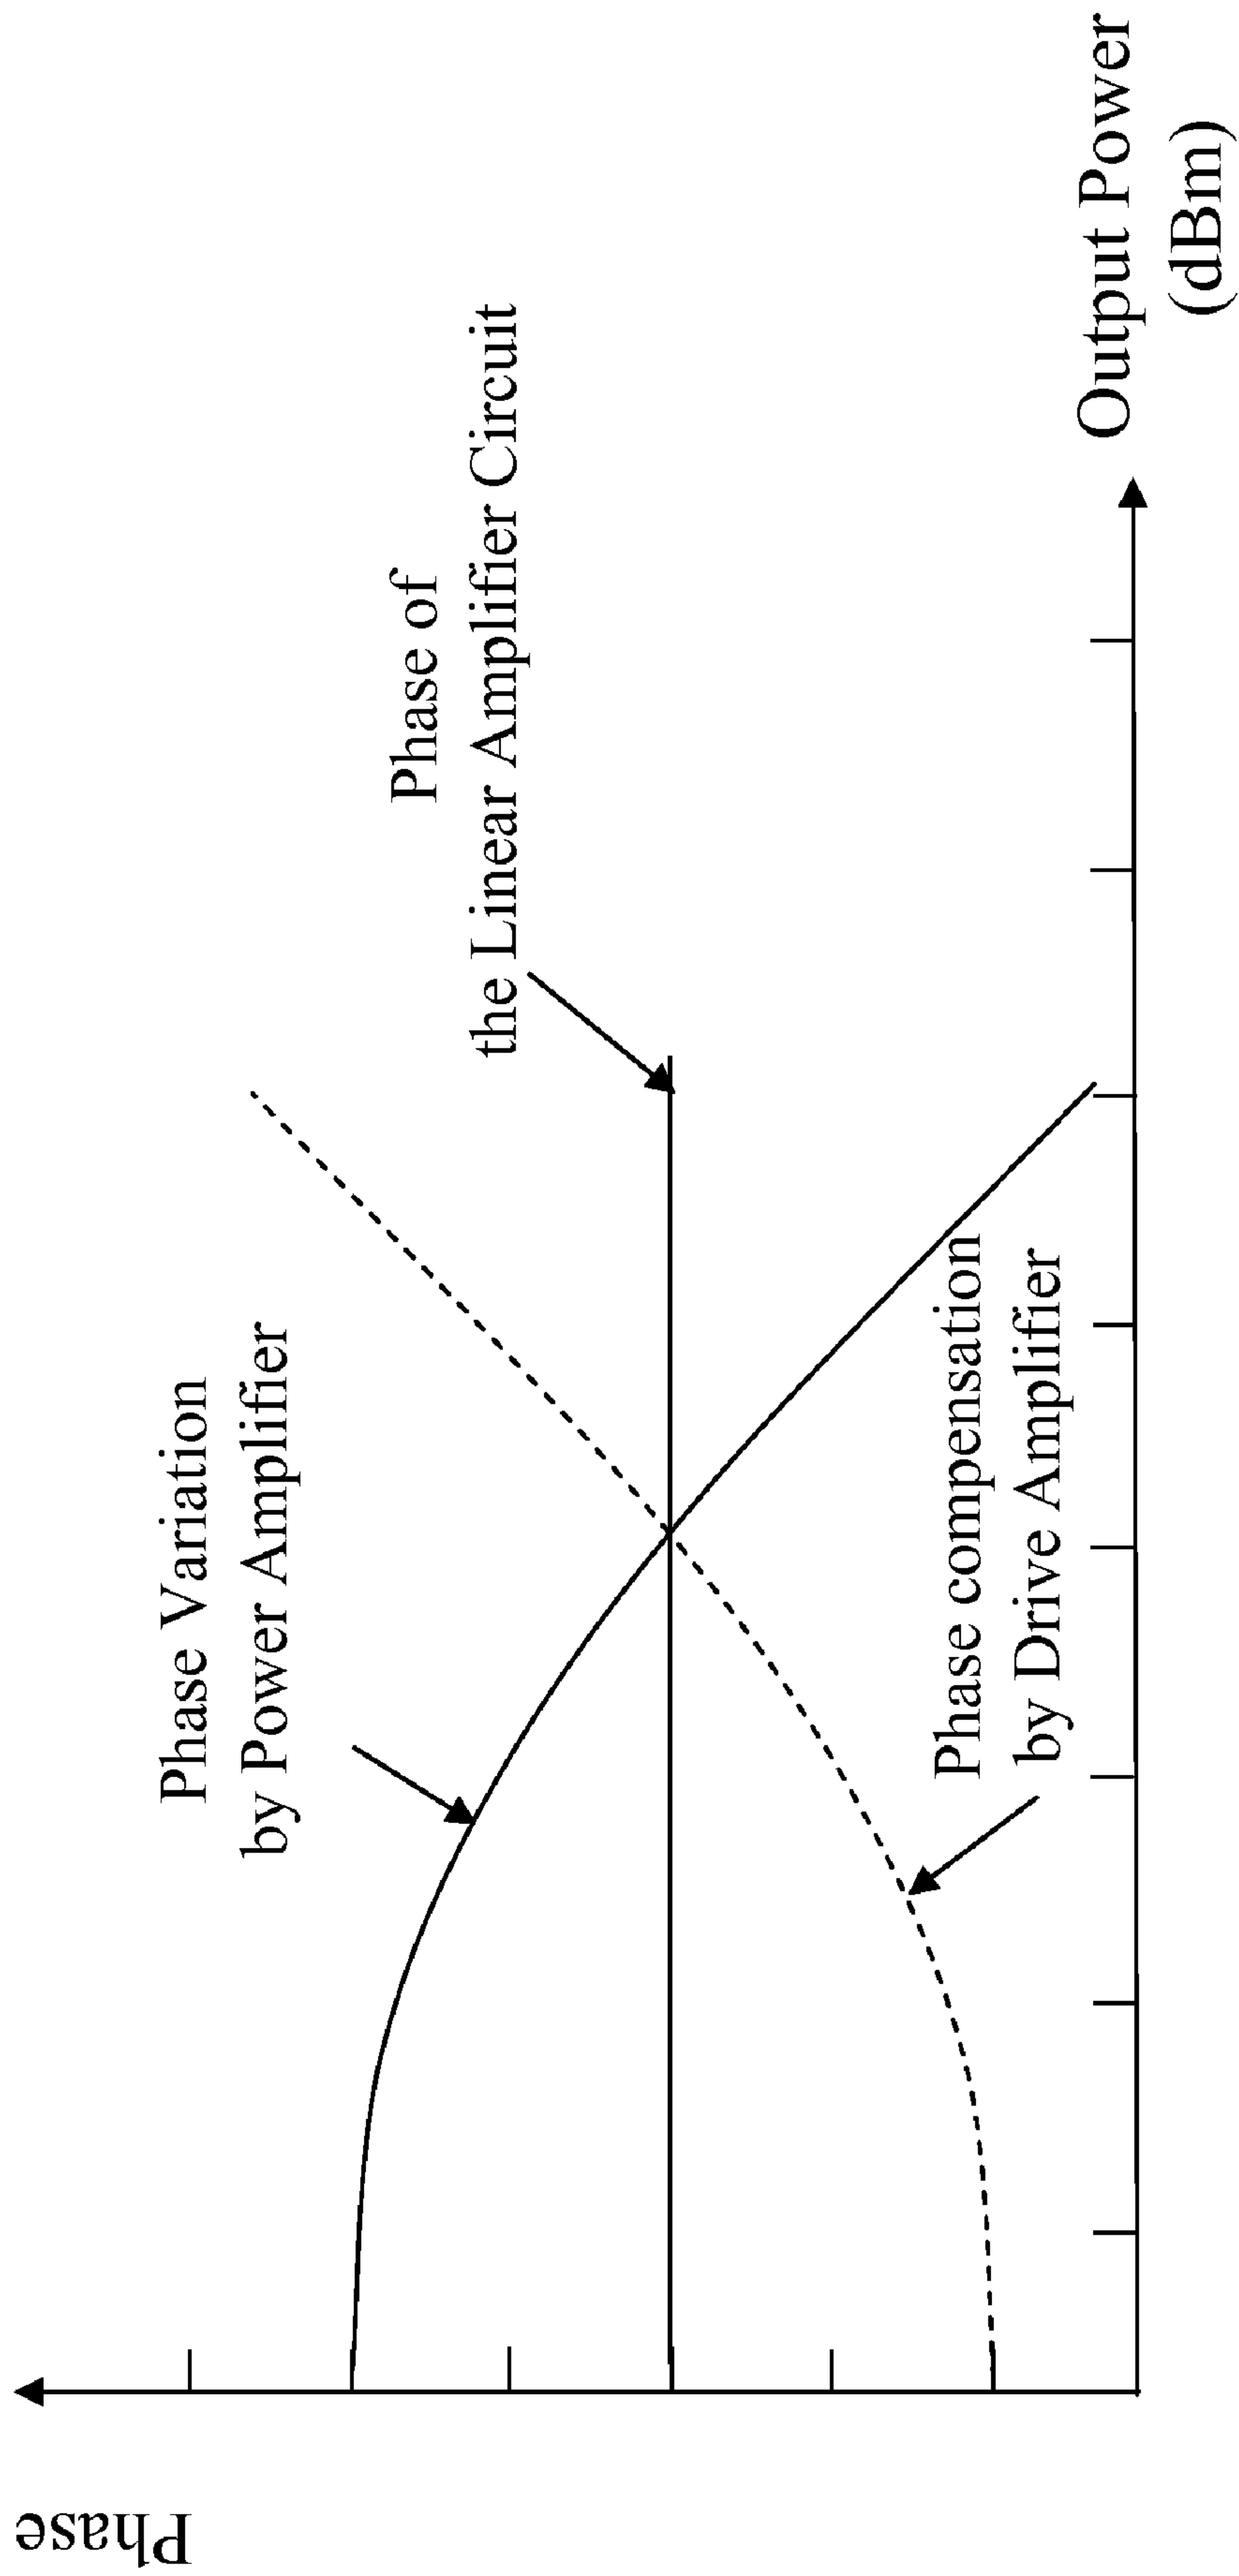 Phase
Phase Variation
by Power Amplifier
Phase of
the Linear Amplifier Circuit
Phase compensation
by Drive Amplifier
Output Power
(dBm)